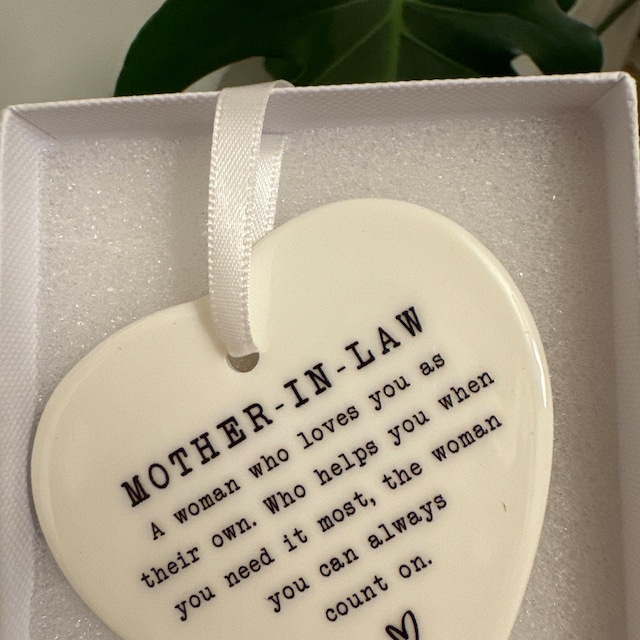 MOTHER-IN-LAW
A woman who loves you as
their own. Who helps you when
you need it most, the woman
you can always
count on.